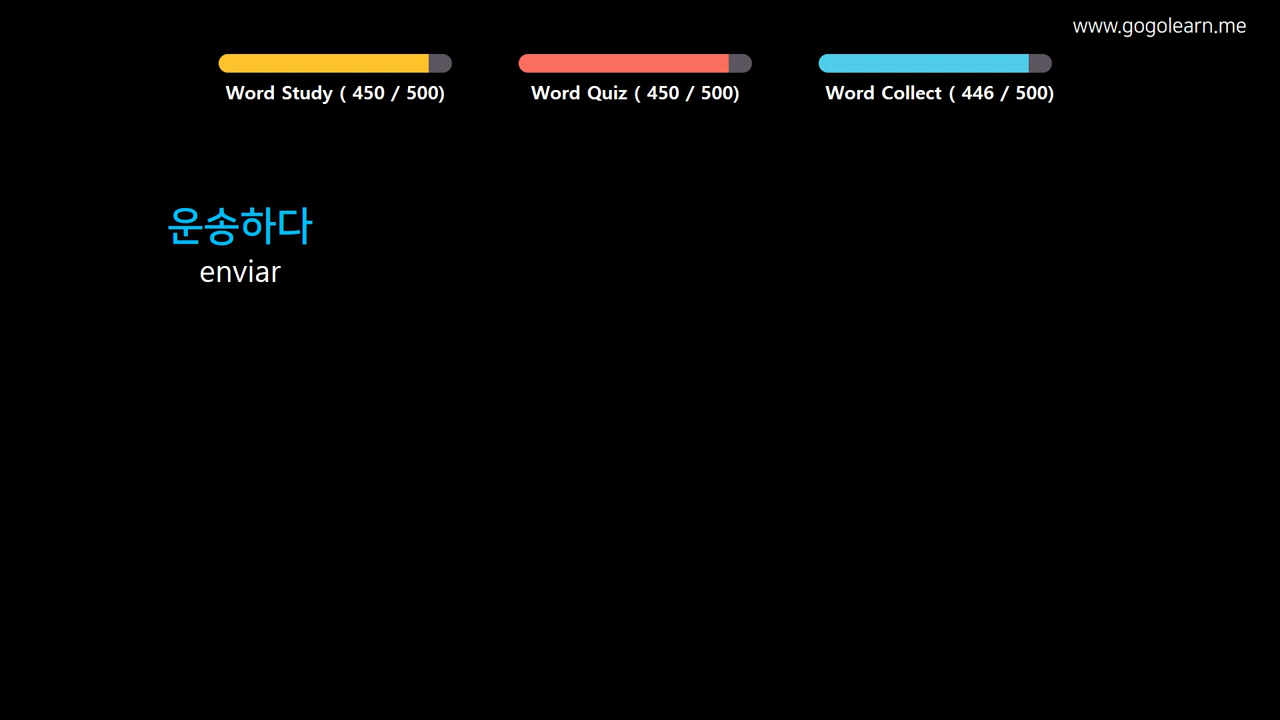 www.gogolearn.me
Word Study ( 450 / 500)
Word Quiz ( 450 / 500)
Word Collect ( 446 / 500)
운송하다
enviar